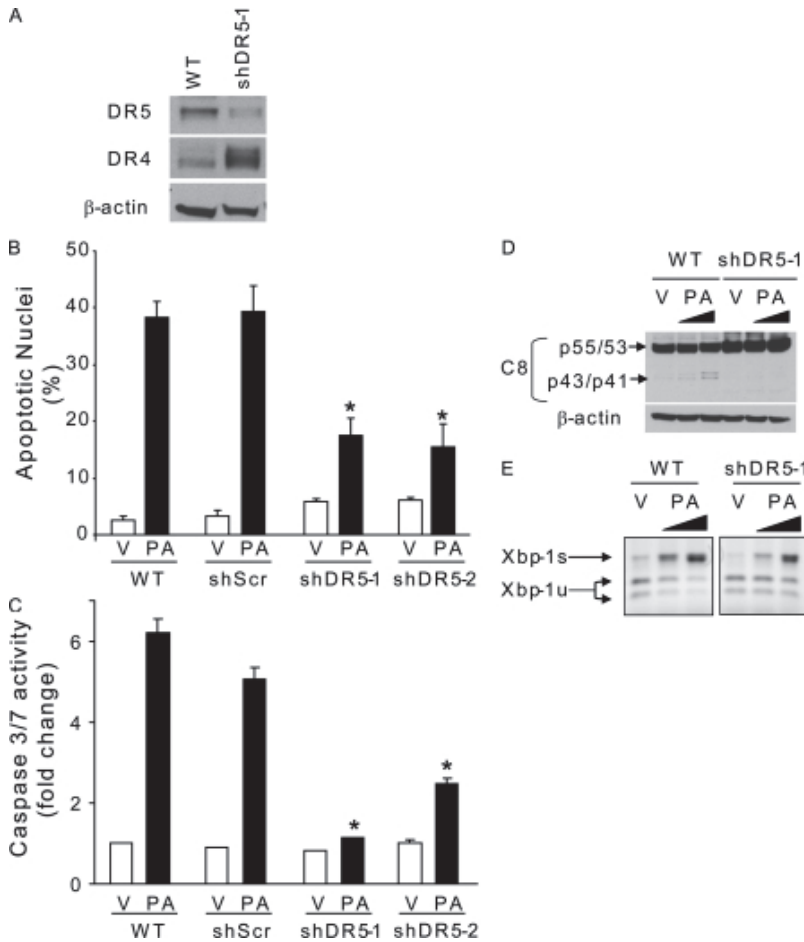 A
WT
shDR5-1
DR5
DR4
β-actin
B
50
40
30
20
10
0
Apoptotic Nuclei
(%)
*
*
V PA V PA V PA V PA
WT shScr shDR5-1 shDR5-2
C
6
4
2
0
Caspase 3/7 activity
(fold change)
*
*
V PA V PA V PA V PA
WT shScr shDR5-1 shDR5-2
D
WT shDR5-1
V PA V PA
C8
p55/53
p43/p41
β-actin
E
WT shDR5-1
V PA V PA
Xbp-1s
Xbp-1u